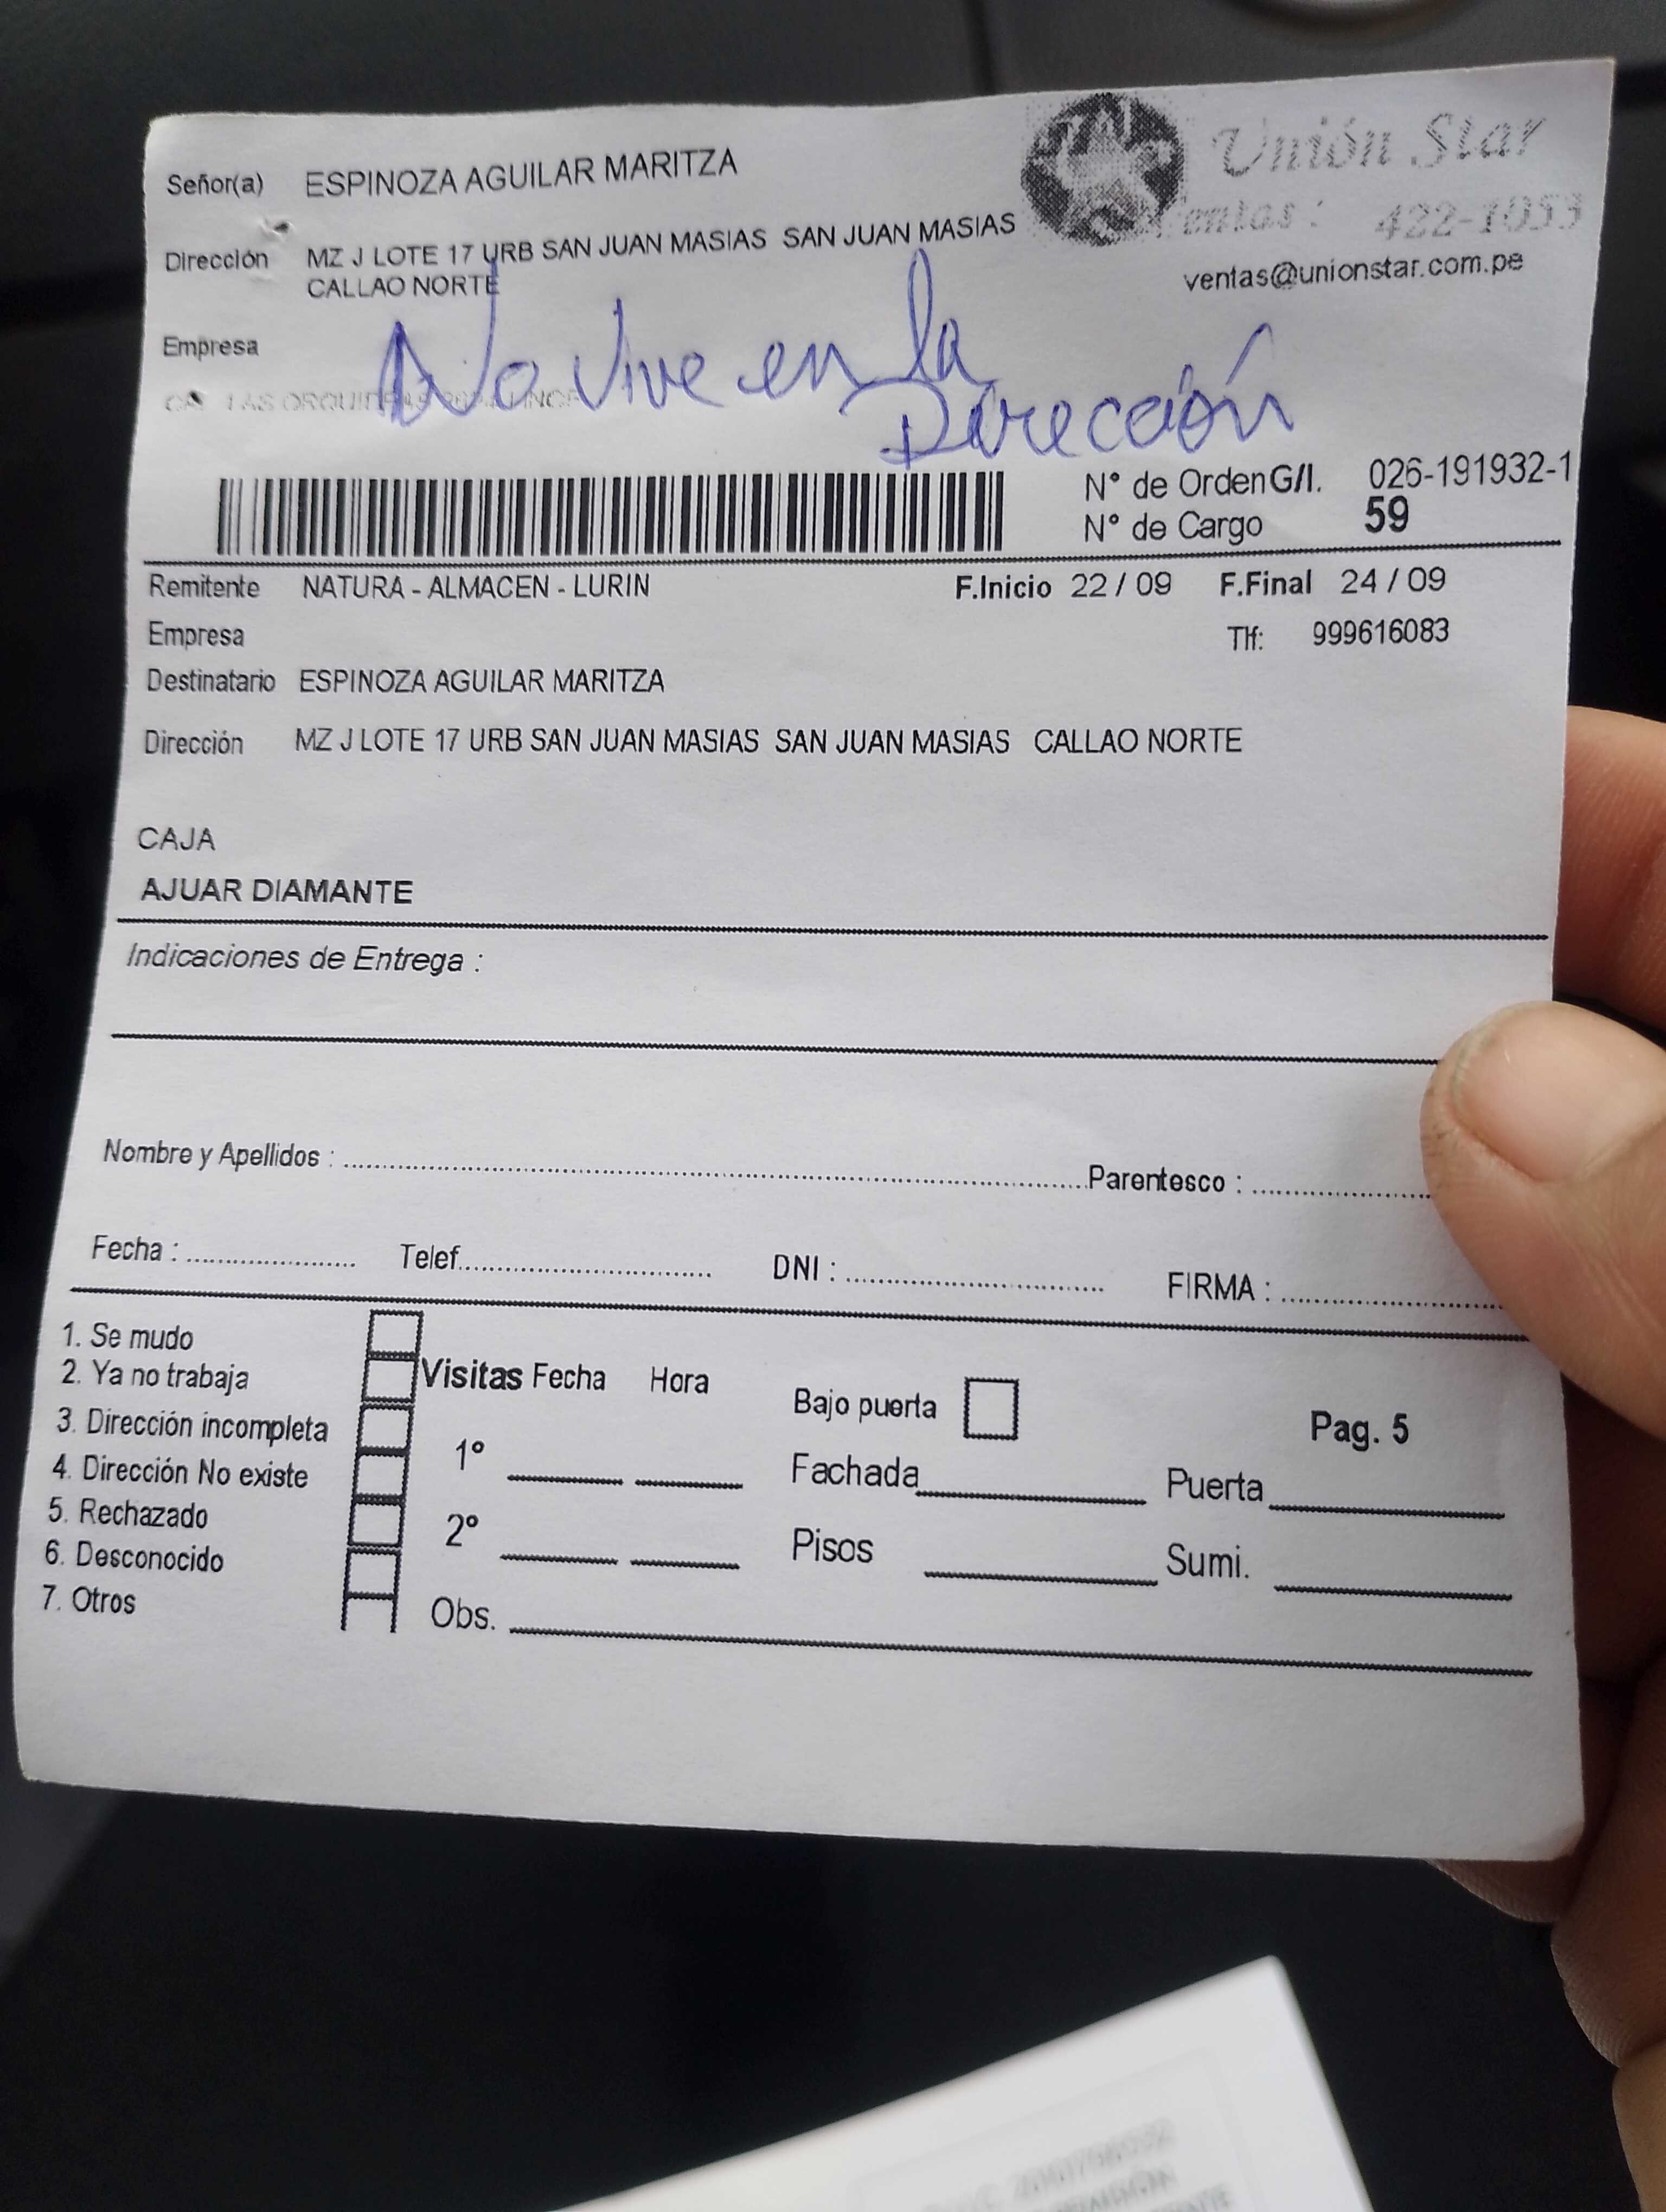 Señor(a) ESPINOZA AGUILAR MARITZA
Unión Star
Ventas : 422-1053
Dirección MZ J LOTE 17 URB SAN JUAN MASIAS SAN JUAN MASIAS
CALLAO NORTE
ventas@unionstar.com.pe
Empresa
No vive en la
Dirección
LAS ORQUIDEAS
N° de Orden G/I. 026-191932-1
N° de Cargo 59
Remitente NATURA - ALMACEN - LURIN F.Inicio 22 / 09 F.Final 24 / 09
Empresa Tlf: 999616083
Destinatario ESPINOZA AGUILAR MARITZA
Dirección MZ J LOTE 17 URB SAN JUAN MASIAS SAN JUAN MASIAS CALLAO NORTE
CAJA
AJUAR DIAMANTE
Indicaciones de Entrega :
Nombre y Apellidos : Parentesco :
Fecha : Telef. DNI : FIRMA :
1. Se mudo
2. Ya no trabaja
3. Dirección incompleta
4. Dirección No existe
5. Rechazado
6. Desconocido
7. Otros
Visitas Fecha Hora
1º
2º
Obs.
Bajo puerta
Pag. 5
Fachada Puerta
Pisos Sumi.